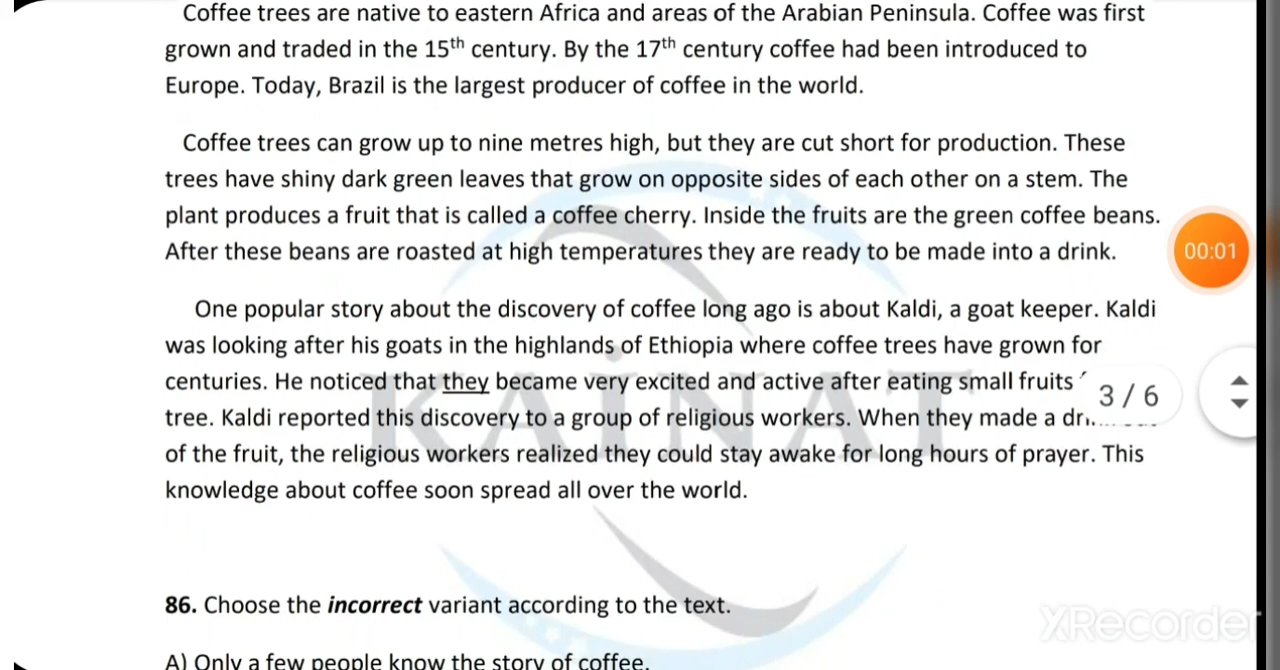 Coffee trees are native to eastern Africa and areas of the Arabian Peninsula. Coffee was first
grown and traded in the 15th century. By the 17th century coffee had been introduced to
Europe. Today, Brazil is the largest producer of coffee in the world.
Coffee trees can grow up to nine metres high, but they are cut short for production. These
trees have shiny dark green leaves that grow on opposite sides of each other on a stem. The
plant produces a fruit that is called a coffee cherry. Inside the fruits are the green coffee beans.
After these beans are roasted at high temperatures they are ready to be made into a drink.
00:01
One popular story about the discovery of coffee long ago is about Kaldi, a goat keeper. Kaldi
was looking after his goats in the highlands of Ethiopia where coffee trees have grown for
centuries. He noticed that they became very excited and active after eating small fruits
3 / 6
tree. Kaldi reported this discovery to a group of religious workers. When they made a
of the fruit, the religious workers realized they could stay awake for long hours of prayer. This
knowledge about coffee soon spread all over the world.
KAINAT
86. Choose the incorrect variant according to the text.
XRecorder
A) Only a few people know the story of coffee.